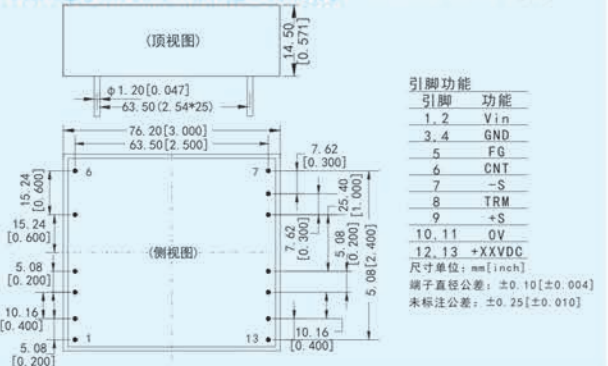 (顶视图)
14.50
[0.571]
φ1.20[0.047]
63.50(2.54*25)
76.20[3.000]
63.50[2.500]
7.62
[0.300]
6
7
15.24
[0.600]
25.40
[1.000]
15.24
[0.600]
7.62
[0.300]
5.08
[0.200]
(侧视图)
5.08[2.400]
5.08
[0.200]
10.16
[0.400]
1
13
10.16
[0.400]
5.08
[0.200]
引脚功能
引脚 功能
1,2 Vin
3,4 GND
5 FG
6 CNT
7 -S
8 TRM
9 +S
10,11 0V
12,13 +XXVDC
尺寸单位: mm[inch]
端子直径公差: ±0.10[±0.004]
未标注公差: ±0.25[±0.010]